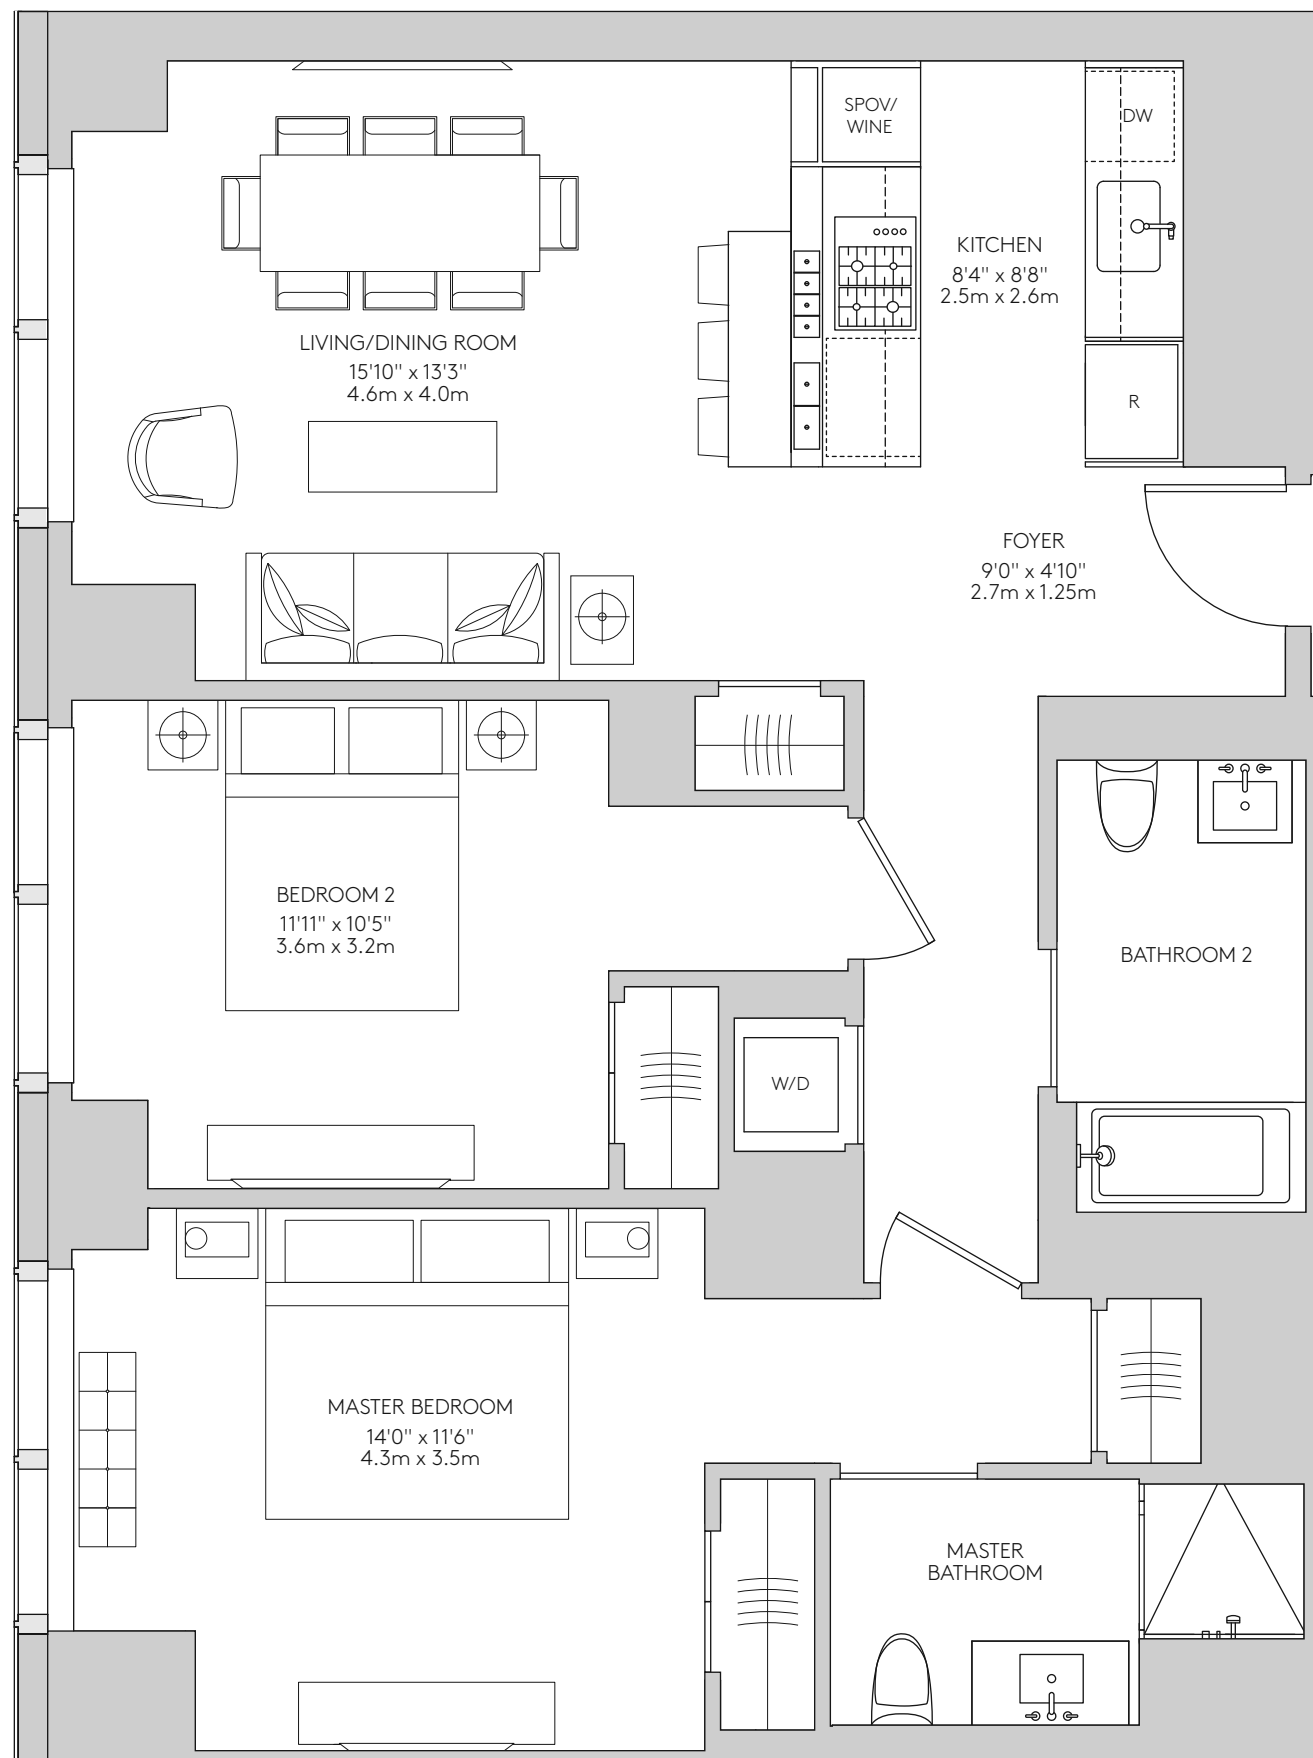 SPOV/
WINE
DW
KITCHEN
8'4" x 8'8"
2.5m x 2.6m
LIVING/DINING ROOM
15'10" x 13'3"
4.6m x 4.0m
R
FOYER
9'0" x 4'10"
2.7m x 1.25m
BEDROOM 2
11'11" x 10'5"
3.6m x 3.2m
BATHROOM 2
W/D
MASTER BEDROOM
14'0" x 11'6"
4.3m x 3.5m
MASTER
BATHROOM